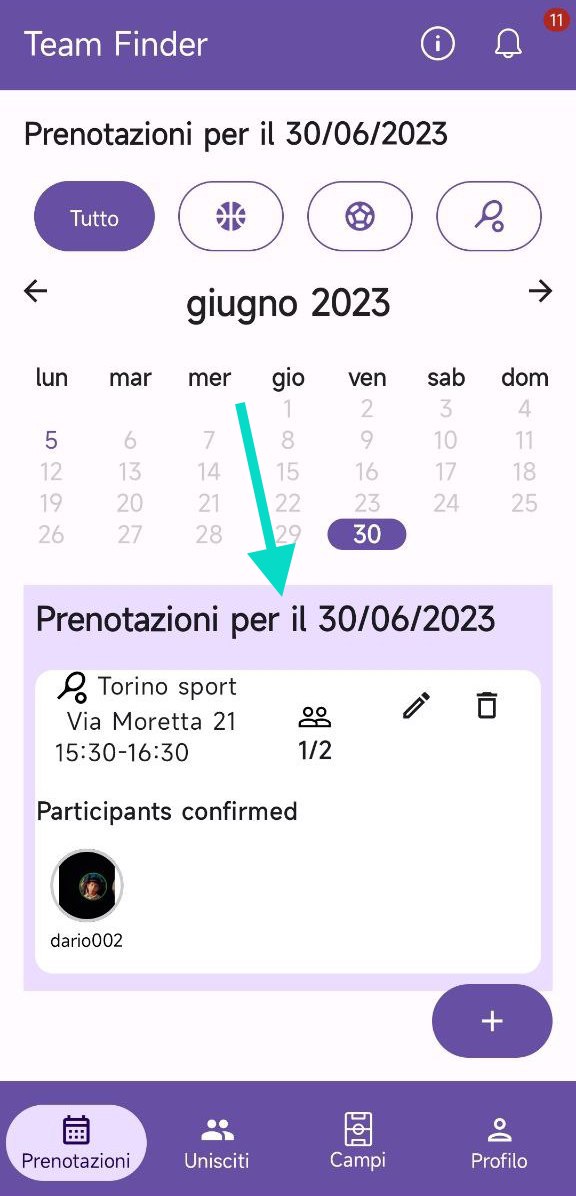 Team Finder
11
Prenotazioni per il 30/06/2023
Tutto
giugno 2023
lun mar mer gio ven sab dom
1 2 3 4
5 6 7 8 9 10 11
12 13 14 15 16 17 18
19 20 21 22 23 24 25
26 27 28 29 30
Prenotazioni per il 30/06/2023
Torino sport
Via Moretta 21
15:30-16:30
1/2
Participants confirmed
dario002
+
Prenotazioni Unisciti Campi Profilo